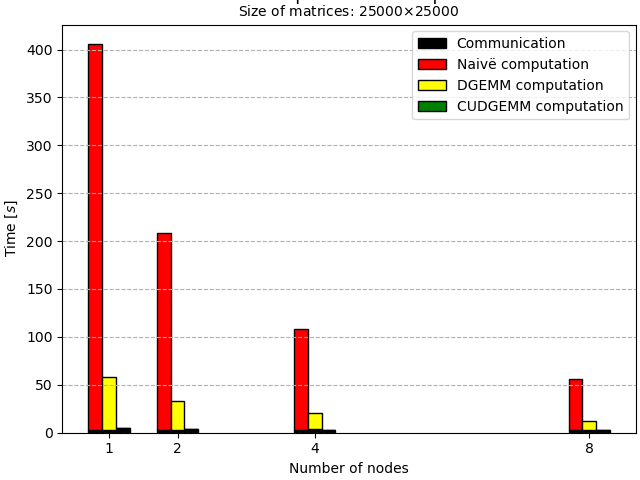 Size of matrices: 25000×25000
Communication
Naivë computation
DGEMM computation
CUDGEMM computation
Time [s]
400
350
300
250
200
150
100
50
0
1
2
4
8
Number of nodes